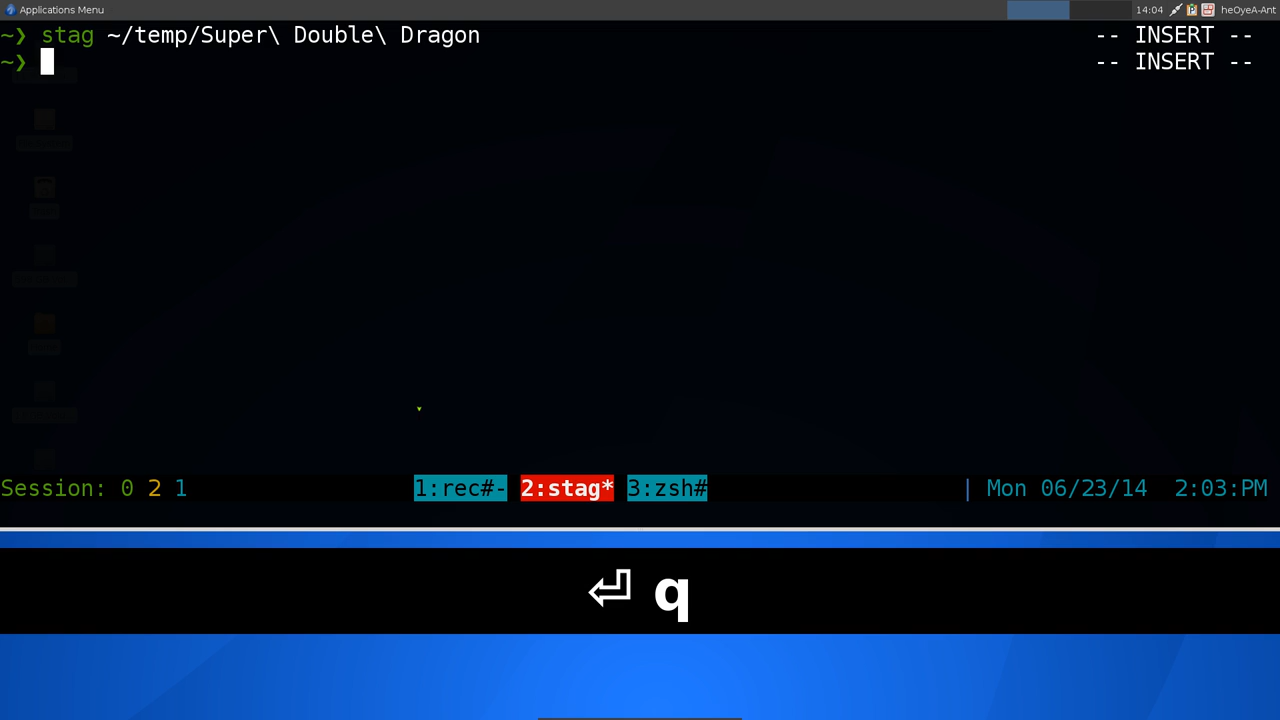 Applications Menu 14:04 heOyeA-Ant
~❯ stag ~/temp/Super\ Double\ Dragon -- INSERT --
~❯ -- INSERT --
Session: 0 2 1 1:rec#- 2:stag* 3:zsh# | Mon 06/23/14 2:03:PM
⏎ q